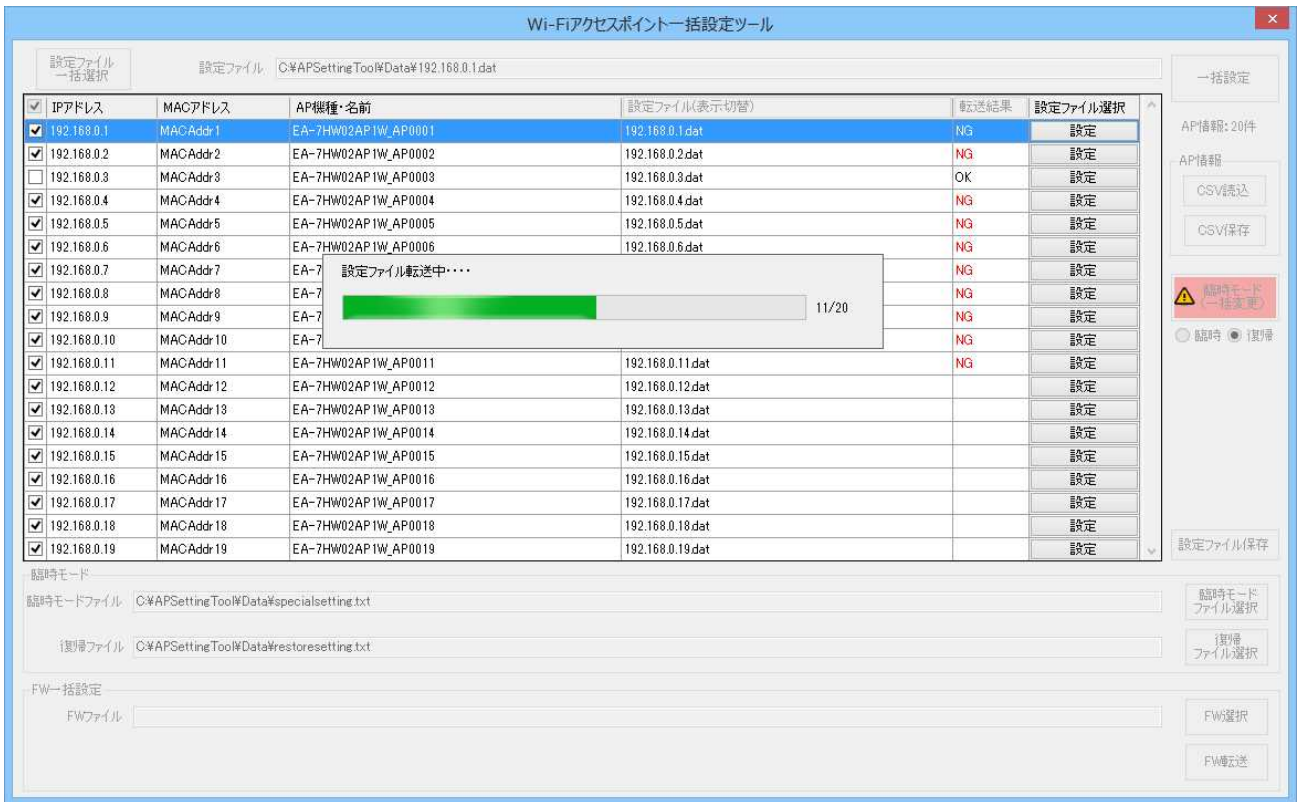 Wi-Fiアクセスポイント一括設定ツール
設定ファイル
一括選択
設定ファイル C:¥APSettingTool¥Data¥192.168.0.1.dat
一括設定
IPアドレス MACアドレス AP機種・名前 設定ファイル(表示切替) 転送結果 設定ファイル選択
192.168.0.1 MACAddr1 EA-7HW02AP1W_AP0001 192.168.0.1.dat NG 設定
192.168.0.2 MACAddr2 EA-7HW02AP1W_AP0002 192.168.0.2.dat NG 設定
192.168.0.3 MACAddr3 EA-7HW02AP1W_AP0003 192.168.0.3.dat OK 設定
192.168.0.4 MACAddr4 EA-7HW02AP1W_AP0004 192.168.0.4.dat NG 設定
192.168.0.5 MACAddr5 EA-7HW02AP1W_AP0005 192.168.0.5.dat NG 設定
192.168.0.6 MACAddr6 EA-7HW02AP1W_AP0006 192.168.0.6.dat NG 設定
192.168.0.7 MACAddr7 EA-7 NG 設定
192.168.0.8 MACAddr8 EA-7 NG 設定
192.168.0.9 MACAddr9 EA-7 NG 設定
192.168.0.10 MACAddr10 EA-7 NG 設定
192.168.0.11 MACAddr11 EA-7HW02AP1W_AP0011 192.168.0.11.dat NG 設定
192.168.0.12 MACAddr12 EA-7HW02AP1W_AP0012 192.168.0.12.dat 設定
192.168.0.13 MACAddr13 EA-7HW02AP1W_AP0013 192.168.0.13.dat 設定
192.168.0.14 MACAddr14 EA-7HW02AP1W_AP0014 192.168.0.14.dat 設定
192.168.0.15 MACAddr15 EA-7HW02AP1W_AP0015 192.168.0.15.dat 設定
192.168.0.16 MACAddr16 EA-7HW02AP1W_AP0016 192.168.0.16.dat 設定
192.168.0.17 MACAddr17 EA-7HW02AP1W_AP0017 192.168.0.17.dat 設定
192.168.0.18 MACAddr18 EA-7HW02AP1W_AP0018 192.168.0.18.dat 設定
192.168.0.19 MACAddr19 EA-7HW02AP1W_AP0019 192.168.0.19.dat 設定
設定ファイル転送中・・・・
11/20
AP情報: 20件
AP情報
CSV読込
CSV保存
臨時モード
(一括変更)
臨時 復帰
設定ファイル保存
臨時モード
臨時モードファイル C:¥APSettingTool¥Data¥specialsetting.txt
臨時モード
ファイル選択
復帰ファイル C:¥APSettingTool¥Data¥restoresetting.txt
復帰
ファイル選択
FW一括設定
FWファイル
FW選択
FW転送